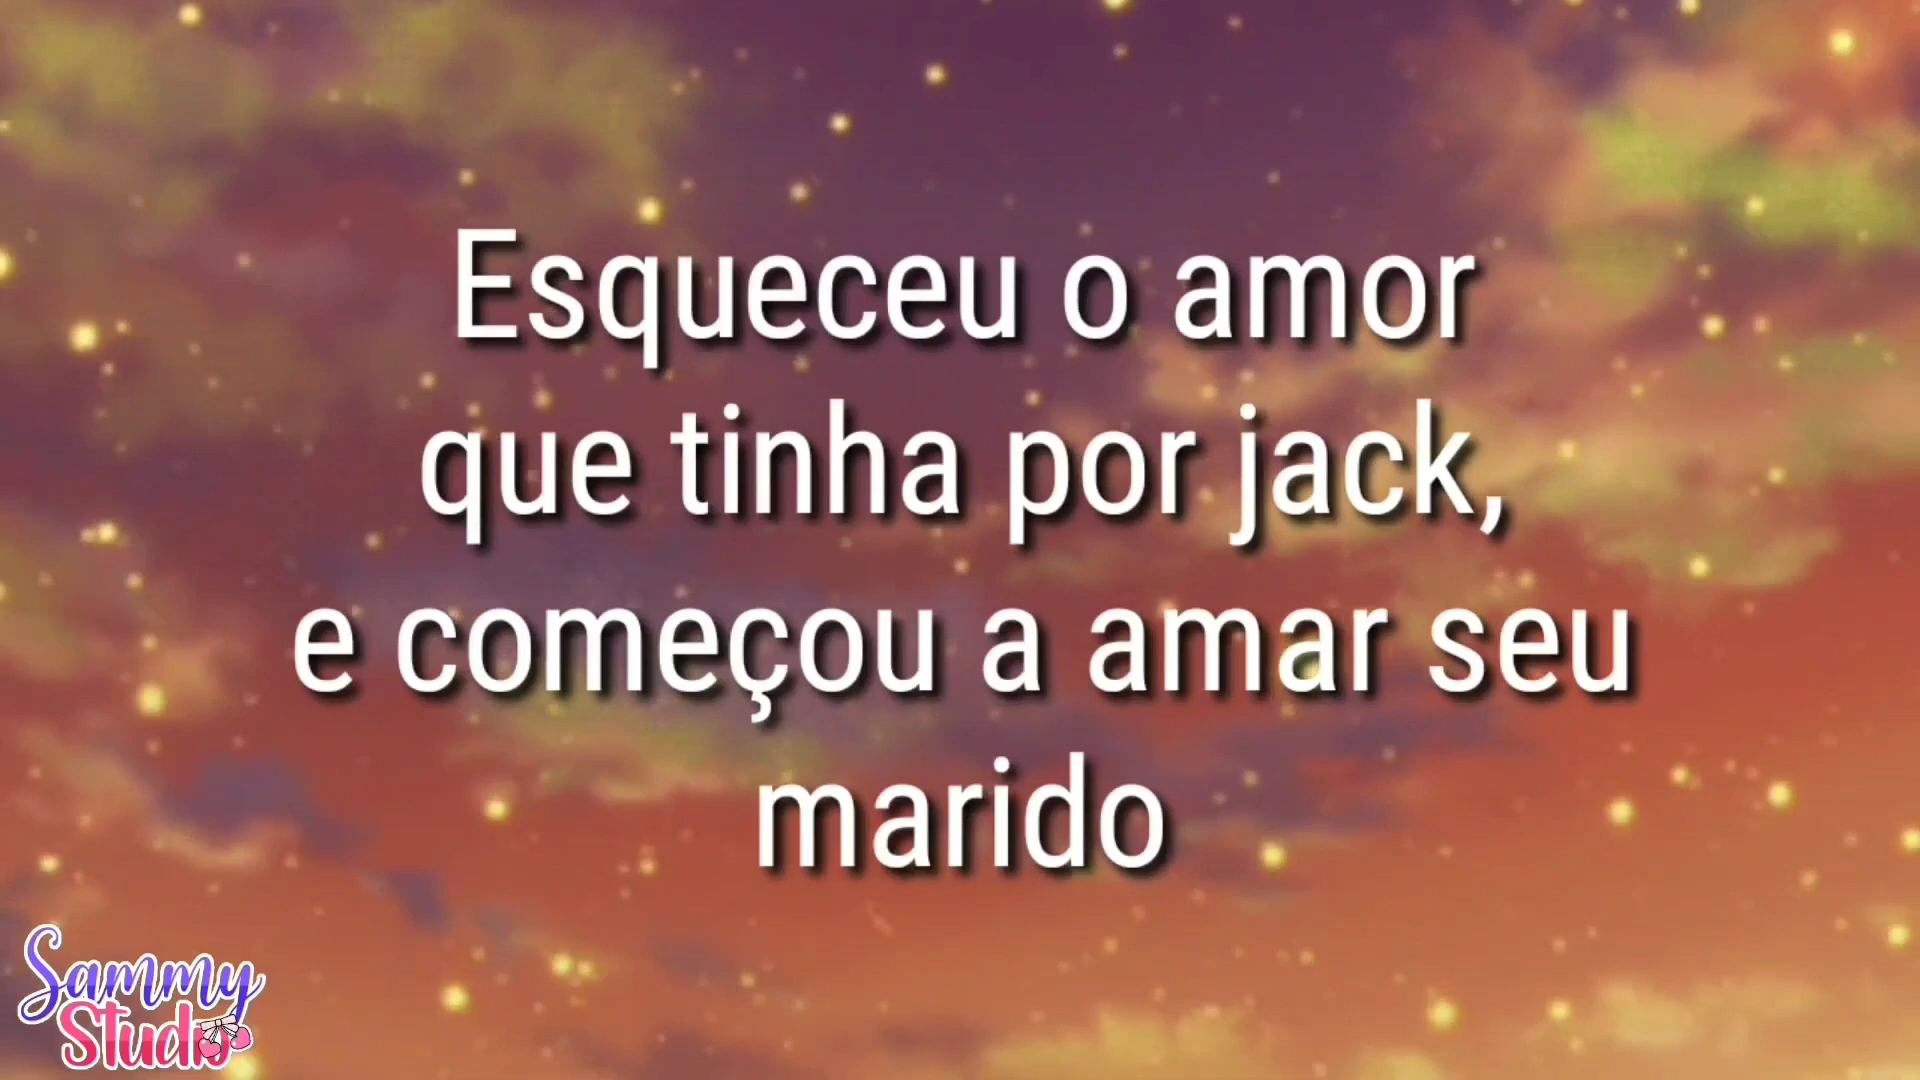 Esqueceu o amor
que tinha por jack,
e começou a amar seu
marido
Sammy
Studio